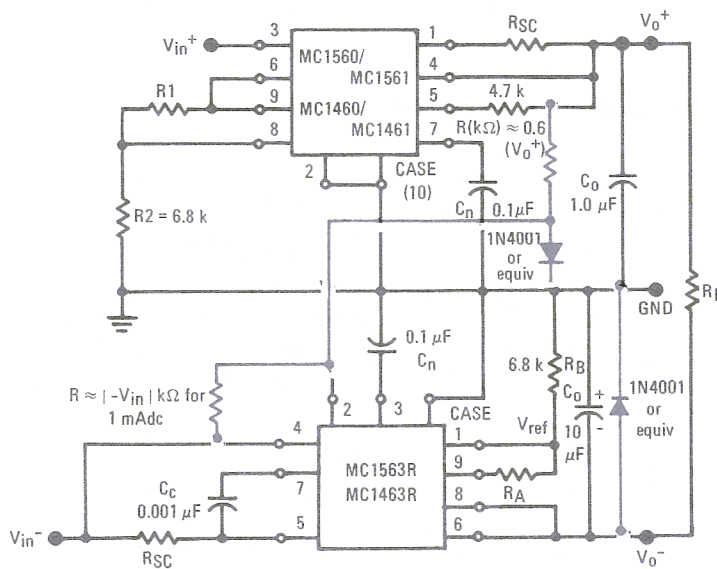 Vin+
3
1
RSC
Vo+
MC1560/
MC1561
6
4
R1
9
MC1460/
MC1461
5
4.7 k
8
7
R(kΩ) ≈ 0.6
(Vo+)
2
CASE
(10)
R2 = 6.8 k
Cn
0.1μF
Co
1.0 μF
1N4001
or
equiv
GND
0.1 μF
Cn
6.8 k
RB
Co
+
10
-
μF
1N4001
or
equiv
R ≈ | -Vin | kΩ for
1 mAdc
2
3
CASE
4
1
Vref
MC1563R
MC1463R
7
9
RA
Cc
0.001 μF
8
5
6
Vin-
RSC
Vo-